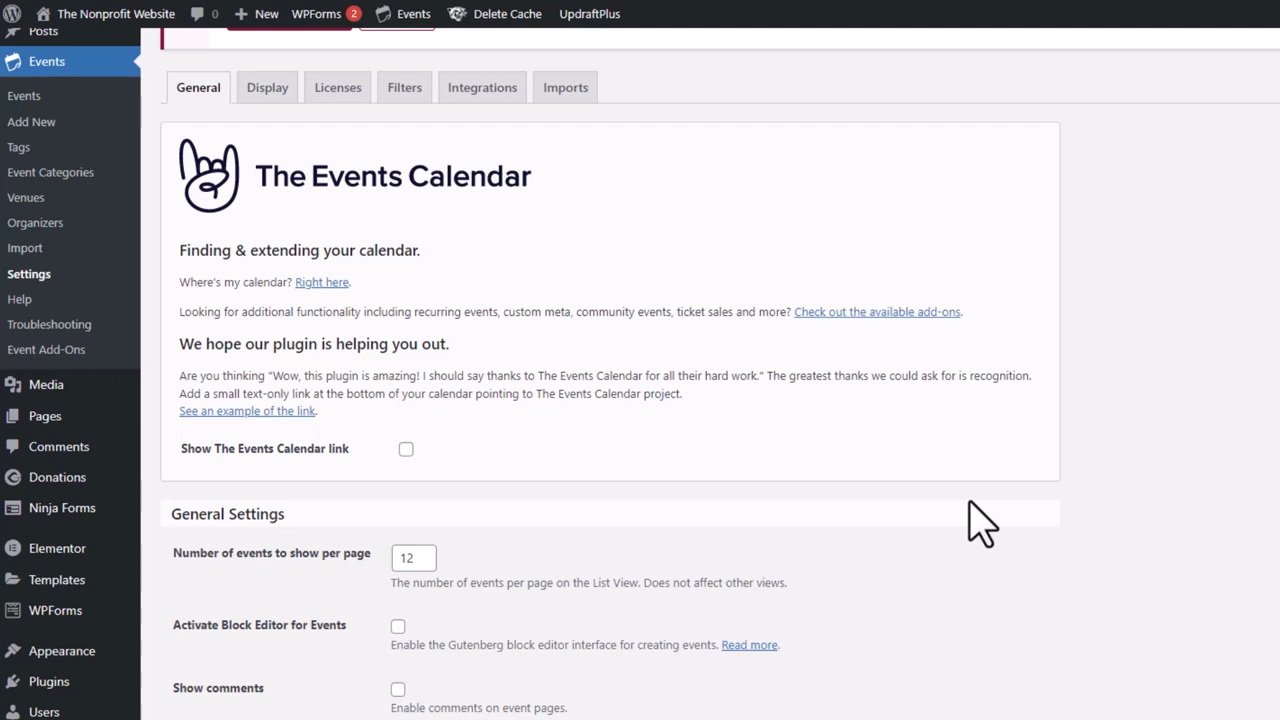 The Nonprofit Website 0 New WPForms 2 Events Delete Cache UpdraftPlus
Posts
Events
Events
Add New
Tags
Event Categories
Venues
Organizers
Import
Settings
Help
Troubleshooting
Event Add-Ons
Media
Pages
Comments
Donations
Ninja Forms
Elementor
Templates
WPForms
Appearance
Plugins
Users
General Display Licenses Filters Integrations Imports
The Events Calendar
Finding & extending your calendar.
Where's my calendar? Right here.
Looking for additional functionality including recurring events, custom meta, community events, ticket sales and more? Check out the available add-ons.
We hope our plugin is helping you out.
Are you thinking "Wow, this plugin is amazing! I should say thanks to The Events Calendar for all their hard work." The greatest thanks we could ask for is recognition.
Add a small text-only link at the bottom of your calendar pointing to The Events Calendar project.
See an example of the link.
Show The Events Calendar link
General Settings
Number of events to show per page 12
The number of events per page on the List View. Does not affect other views.
Activate Block Editor for Events
Enable the Gutenberg block editor interface for creating events. Read more.
Show comments
Enable comments on event pages.